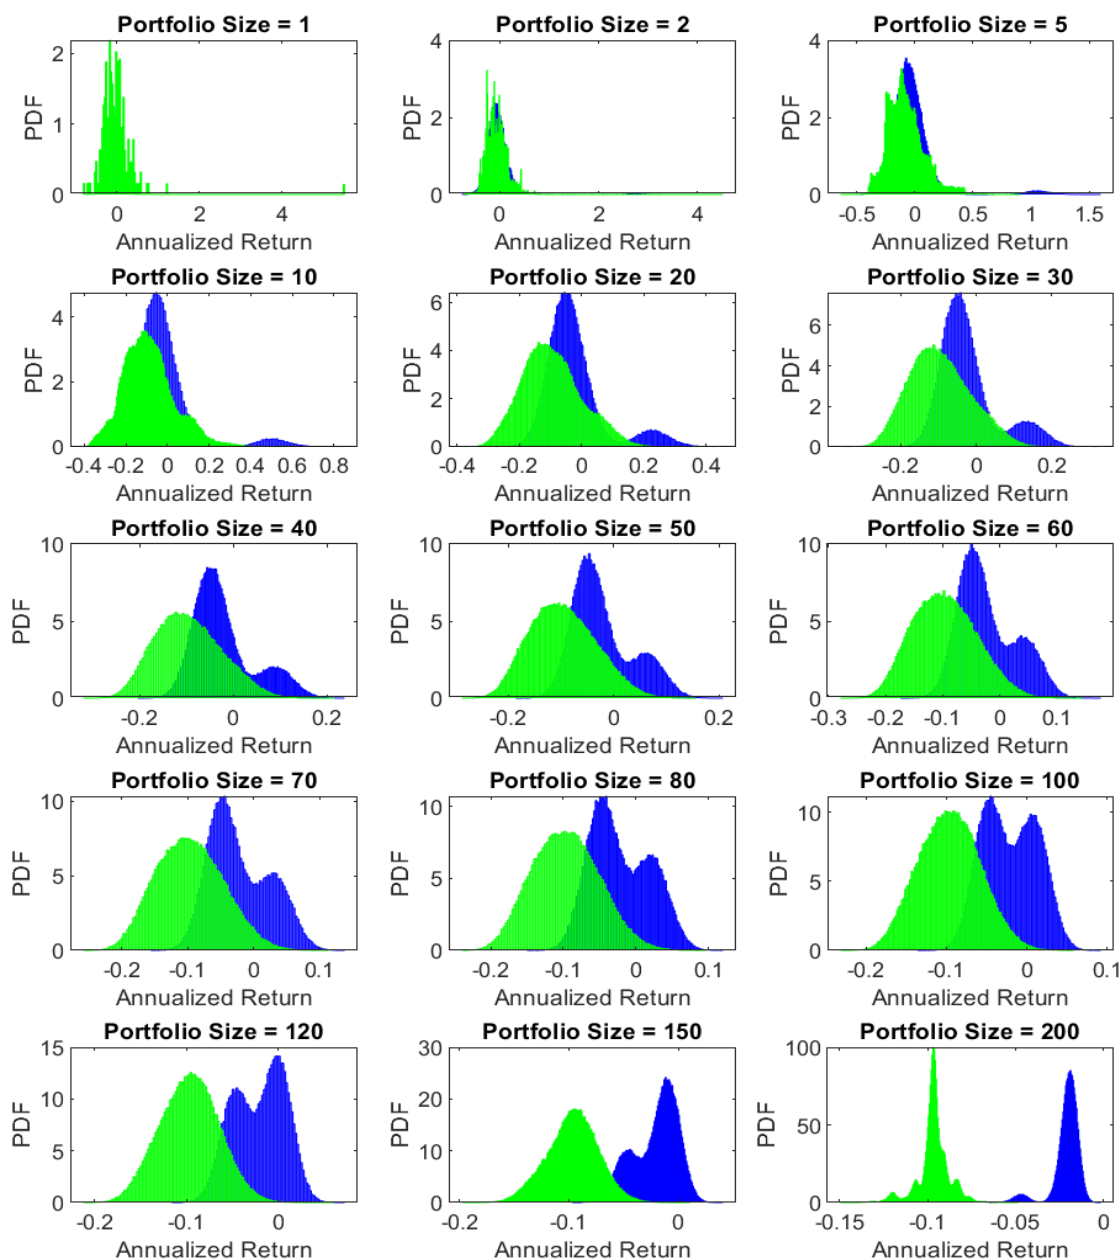 Portfolio Size = 1
PDF
2
1
0
0 2 4
Annualized Return
Portfolio Size = 2
PDF
4
2
0
0 2 4
Annualized Return
Portfolio Size = 5
PDF
4
2
0
-0.5 0 0.5 1 1.5
Annualized Return
Portfolio Size = 10
PDF
4
2
0
-0.4 -0.2 0 0.2 0.4 0.6 0.8
Annualized Return
Portfolio Size = 20
PDF
6
4
2
0
-0.4 -0.2 0 0.2 0.4
Annualized Return
Portfolio Size = 30
PDF
6
4
2
0
-0.2 0 0.2
Annualized Return
Portfolio Size = 40
PDF
10
5
0
-0.2 0 0.2
Annualized Return
Portfolio Size = 50
PDF
10
5
0
-0.2 0 0.2
Annualized Return
Portfolio Size = 60
PDF
10
5
0
-0.3 -0.2 -0.1 0 0.1
Annualized Return
Portfolio Size = 70
PDF
10
5
0
-0.2 -0.1 0 0.1
Annualized Return
Portfolio Size = 80
PDF
10
5
0
-0.2 -0.1 0 0.1
Annualized Return
Portfolio Size = 100
PDF
10
5
0
-0.2 -0.1 0 0.1
Annualized Return
Portfolio Size = 120
PDF
15
10
5
0
-0.2 -0.1 0
Annualized Return
Portfolio Size = 150
PDF
30
20
10
0
-0.2 -0.1 0
Annualized Return
Portfolio Size = 200
PDF
100
50
0
-0.15 -0.1 -0.05 0
Annualized Return